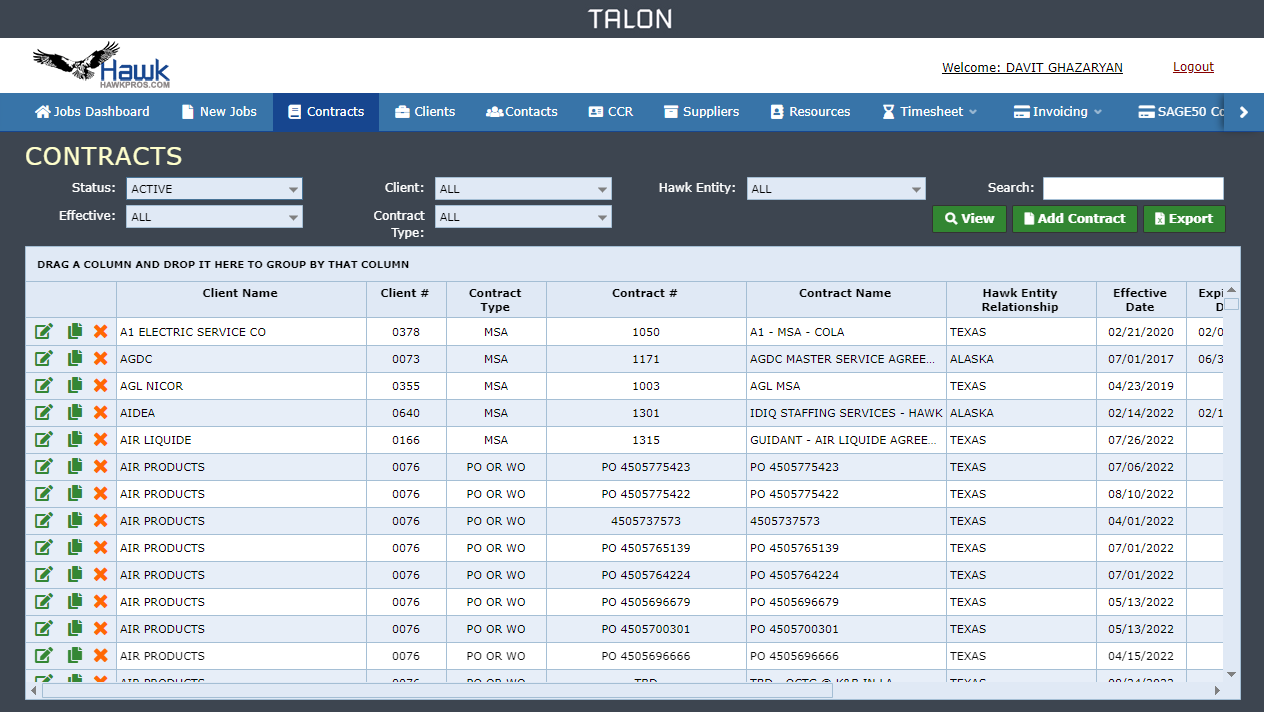 TALON
Hawk
HAWKPROS.COM
Welcome: DAVIT GHAZARYAN
Logout
Jobs Dashboard New Jobs Contracts Clients Contacts CCR Suppliers Resources Timesheet Invoicing SAGE50 Co
CONTRACTS
Status: ACTIVE Client: ALL Hawk Entity: ALL Search:
Effective: ALL Contract Type: ALL View Add Contract Export
DRAG A COLUMN AND DROP IT HERE TO GROUP BY THAT COLUMN
Client Name Client # Contract Type Contract # Contract Name Hawk Entity Relationship Effective Date Expi D
A1 ELECTRIC SERVICE CO 0378 MSA 1050 A1 - MSA - COLA TEXAS 02/21/2020 02/0
AGDC 0073 MSA 1171 AGDC MASTER SERVICE AGREE... ALASKA 07/01/2017 06/3
AGL NICOR 0355 MSA 1003 AGL MSA TEXAS 04/23/2019
AIDEA 0640 MSA 1301 IDIQ STAFFING SERVICES - HAWK ALASKA 02/14/2022 02/1
AIR LIQUIDE 0166 MSA 1315 GUIDANT - AIR LIQUIDE AGREE... TEXAS 07/26/2022
AIR PRODUCTS 0076 PO OR WO PO 4505775423 PO 4505775423 TEXAS 07/06/2022
AIR PRODUCTS 0076 PO OR WO PO 4505775422 PO 4505775422 TEXAS 08/10/2022
AIR PRODUCTS 0076 PO OR WO 4505737573 4505737573 TEXAS 04/01/2022
AIR PRODUCTS 0076 PO OR WO PO 4505765139 PO 4505765139 TEXAS 07/01/2022
AIR PRODUCTS 0076 PO OR WO PO 4505764224 PO 4505764224 TEXAS 07/01/2022
AIR PRODUCTS 0076 PO OR WO PO 4505696679 PO 4505696679 TEXAS 05/13/2022
AIR PRODUCTS 0076 PO OR WO PO 4505700301 PO 4505700301 TEXAS 05/13/2022
AIR PRODUCTS 0076 PO OR WO PO 4505696666 PO 4505696666 TEXAS 04/15/2022
AIR PRODUCTS 0076 PO OR WO TBD TEXAS